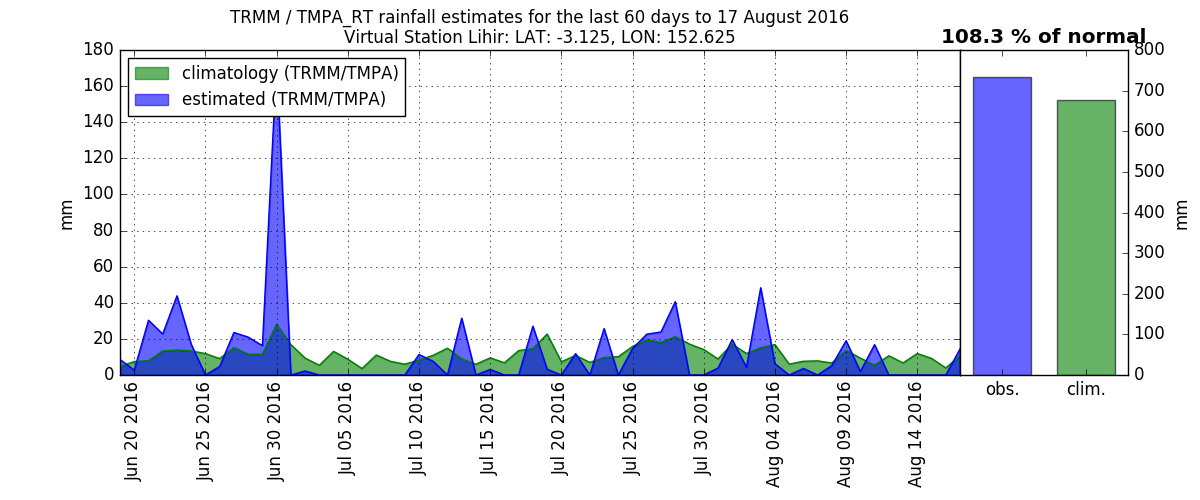 TRMM / TMPA_RT rainfall estimates for the last 60 days to 17 August 2016
Virtual Station Lihir: LAT: -3.125, LON: 152.625
108.3 % of normal
climatology (TRMM/TMPA)
estimated (TRMM/TMPA)
mm
180
160
140
120
100
80
60
40
20
0
Jun 20 2016
Jun 25 2016
Jun 30 2016
Jul 05 2016
Jul 10 2016
Jul 15 2016
Jul 20 2016
Jul 25 2016
Jul 30 2016
Aug 04 2016
Aug 09 2016
Aug 14 2016
800
700
600
500
400
300
200
100
0
mm
obs.
clim.